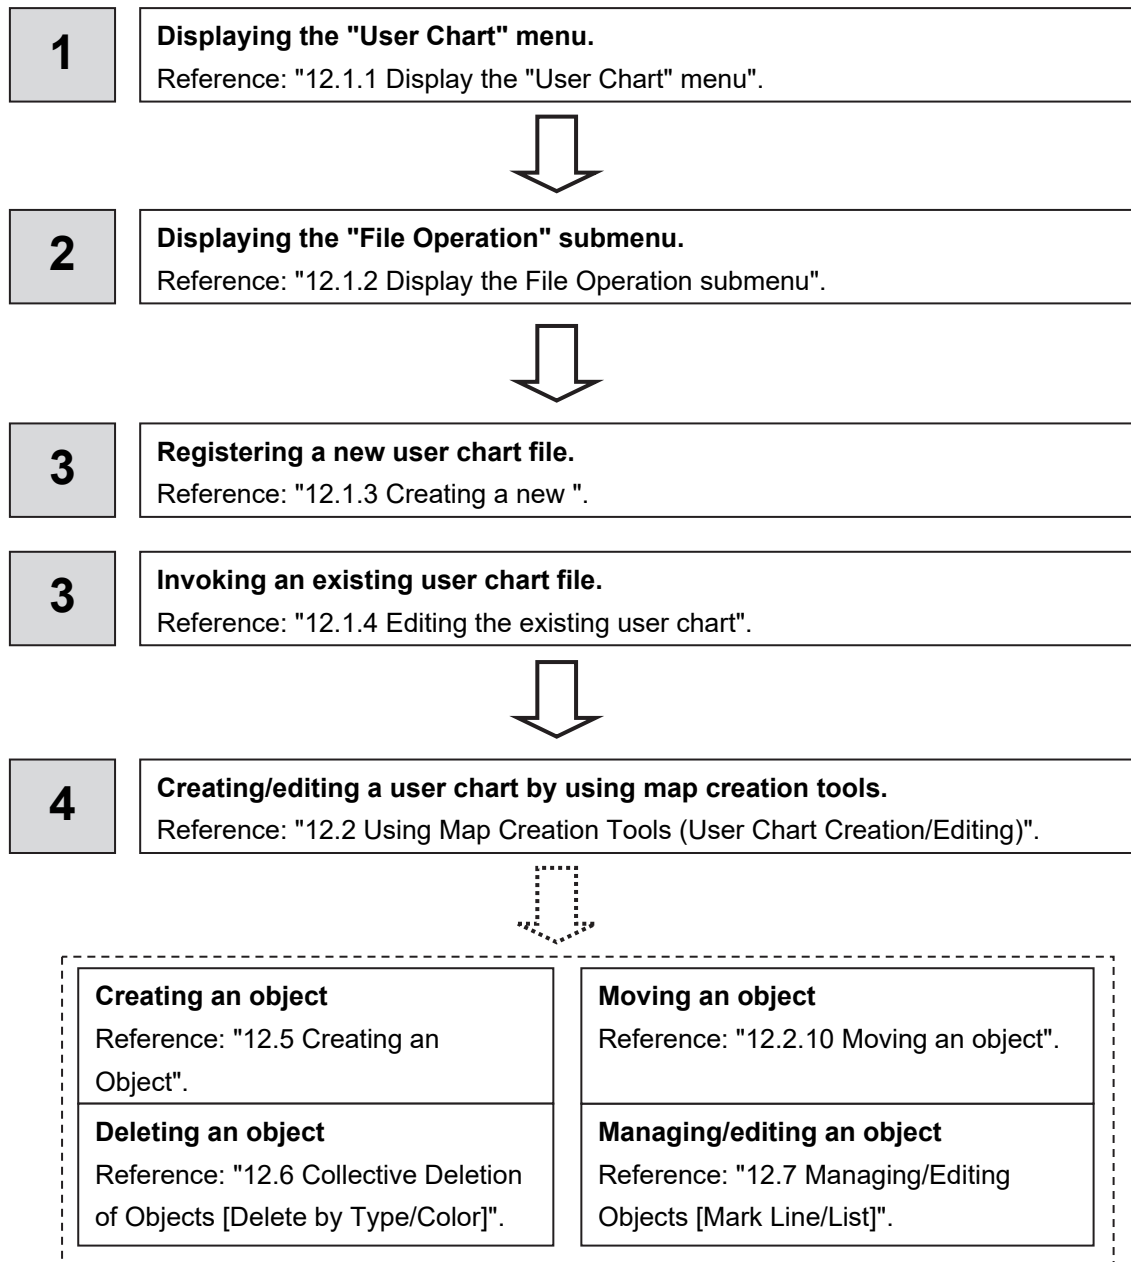 1
Displaying the "User Chart" menu.
Reference: "12.1.1 Display the "User Chart" menu".
2
Displaying the "File Operation" submenu.
Reference: "12.1.2 Display the File Operation submenu".
3
Registering a new user chart file.
Reference: "12.1.3 Creating a new ".
3
Invoking an existing user chart file.
Reference: "12.1.4 Editing the existing user chart".
4
Creating/editing a user chart by using map creation tools.
Reference: "12.2 Using Map Creation Tools (User Chart Creation/Editing)".
Creating an object
Reference: "12.5 Creating an
Object".
Moving an object
Reference: "12.2.10 Moving an object".
Deleting an object
Reference: "12.6 Collective Deletion
of Objects [Delete by Type/Color]".
Managing/editing an object
Reference: "12.7 Managing/Editing
Objects [Mark Line/List]".